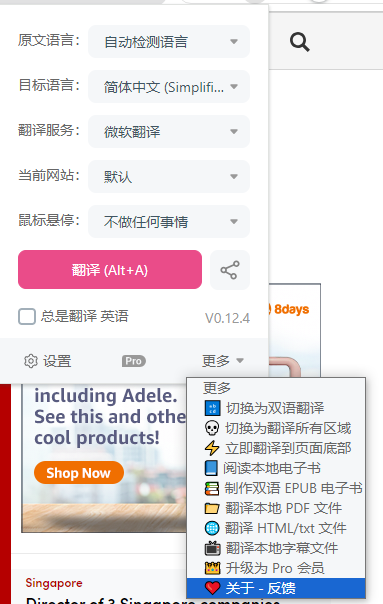 原文语言：
自动检测语言
目标语言：
简体中文 (Simplifi...
翻译服务：
微软翻译
当前网站：
默认
鼠标悬停：
不做任何事情
翻译 (Alt+A)
总是翻译 英语
V0.12.4
设置
Pro
更多
8days
including Adele.
See this and othe
cool products!
Shop Now
更多
切换为双语翻译
切换为翻译所有区域
立即翻译到页面底部
阅读本地电子书
制作双语 EPUB 电子书
翻译本地 PDF 文件
翻译 HTML/txt 文件
翻译本地字幕文件
升级为 Pro 会员
关于 - 反馈
Singapore
Director of 3 Singapore companies